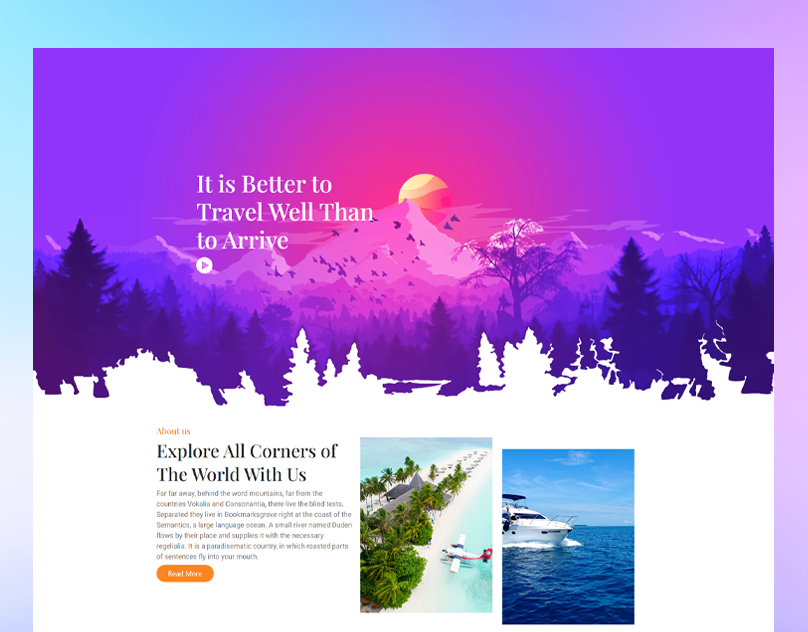 It is Better to
Travel Well Than
to Arrive
About us
Explore All Corners of
The World With Us
Far far away, behind the word mountains, far from the
countries Vokalia and Consonantia, there live the blind texts.
Separated they live in Bookmarksgrove right at the coast of the
Semantics, a large language ocean. A small river named Duden
flows by their place and supplies it with the necessary
regelialia. It is a paradisematic country, in which roasted parts
of sentences fly into your mouth.
Read More